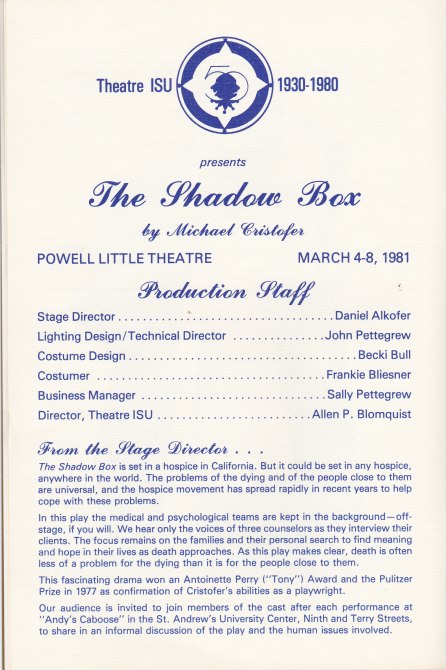 Theatre ISU 50 1930-1980
presents
The Shadow Box
by Michael Cristofer
POWELL LITTLE THEATRE MARCH 4-8, 1981
Production Staff
Stage Director . . . . . . . . . . . . . . . . . . . . . . . . . . . . . . . . . . Daniel Alkofer
Lighting Design/Technical Director . . . . . . . . . . . . . . John Pettegrew
Costume Design . . . . . . . . . . . . . . . . . . . . . . . . . . . . . . . . . . . . Becki Bull
Costumer . . . . . . . . . . . . . . . . . . . . . . . . . . . . . . . . . . . . Frankie Bliesner
Business Manager . . . . . . . . . . . . . . . . . . . . . . . . . . . . . Sally Pettegrew
Director, Theatre ISU . . . . . . . . . . . . . . . . . . . . . . . . Allen P. Blomquist
From the Stage Director . . .
The Shadow Box is set in a hospice in California. But it could be set in any hospice,
anywhere in the world. The problems of the dying and of the people close to them
are universal, and the hospice movement has spread rapidly in recent years to help
cope with these problems.
In this play the medical and psychological teams are kept in the background—off-
stage, if you will. We hear only the voices of three counselors as they interview their
clients. The focus remains on the families and their personal search to find meaning
and hope in their lives as death approaches. As this play makes clear, death is often
less of a problem for the dying than it is for the people close to them.
This fascinating drama won an Antoinette Perry ("Tony") Award and the Pulitzer
Prize in 1977 as confirmation of Cristofer's abilities as a playwright.
Our audience is invited to join members of the cast after each performance at
"Andy's Caboose" in the St. Andrew's University Center, Ninth and Terry Streets,
to share in an informal discussion of the play and the human issues involved.